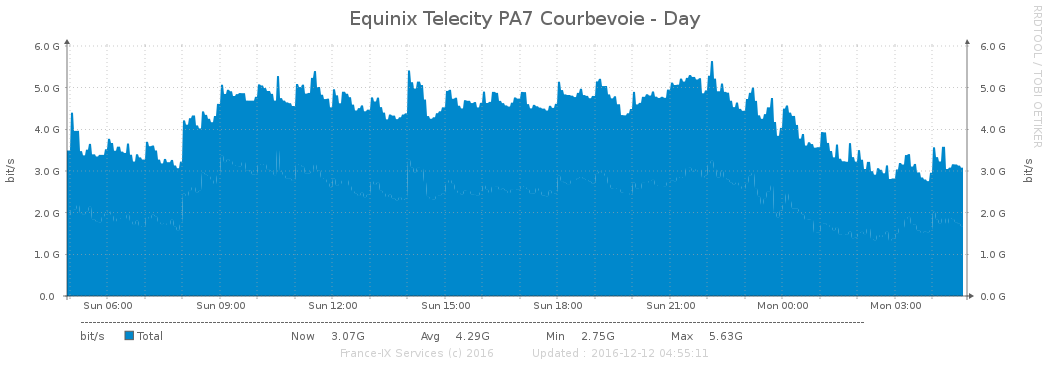 Equinix Telecity PA7 Courbevoie - Day
RRDTOOL / TOBI OETIKER
bit/s
6.0 G 6.0 G
5.0 G 5.0 G
4.0 G 4.0 G
3.0 G 3.0 G
2.0 G 2.0 G
1.0 G 1.0 G
0.0 0.0 G
bit/s
Sun 06:00 Sun 09:00 Sun 12:00 Sun 15:00 Sun 18:00 Sun 21:00 Mon 00:00 Mon 03:00
bit/s Total Now 3.07G Avg 4.29G Min 2.75G Max 5.63G
France-IX Services (c) 2016 Updated : 2016-12-12 04:55:11